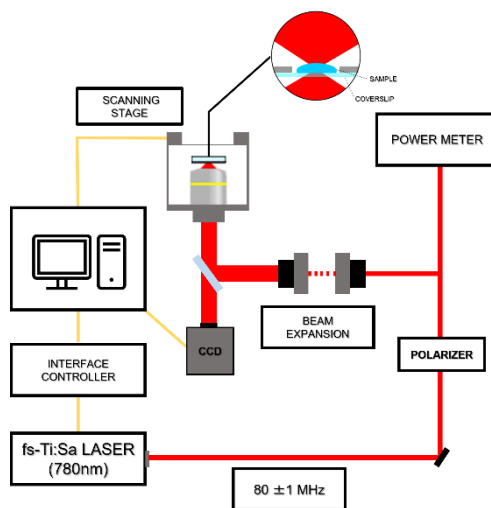 SAMPLE
COVERSLIP
SCANNING
STAGE
POWER METER
BEAM
EXPANSION
CCD
POLARIZER
INTERFACE
CONTROLLER
fs-Ti:Sa LASER
(780nm)
80 ±1 MHz